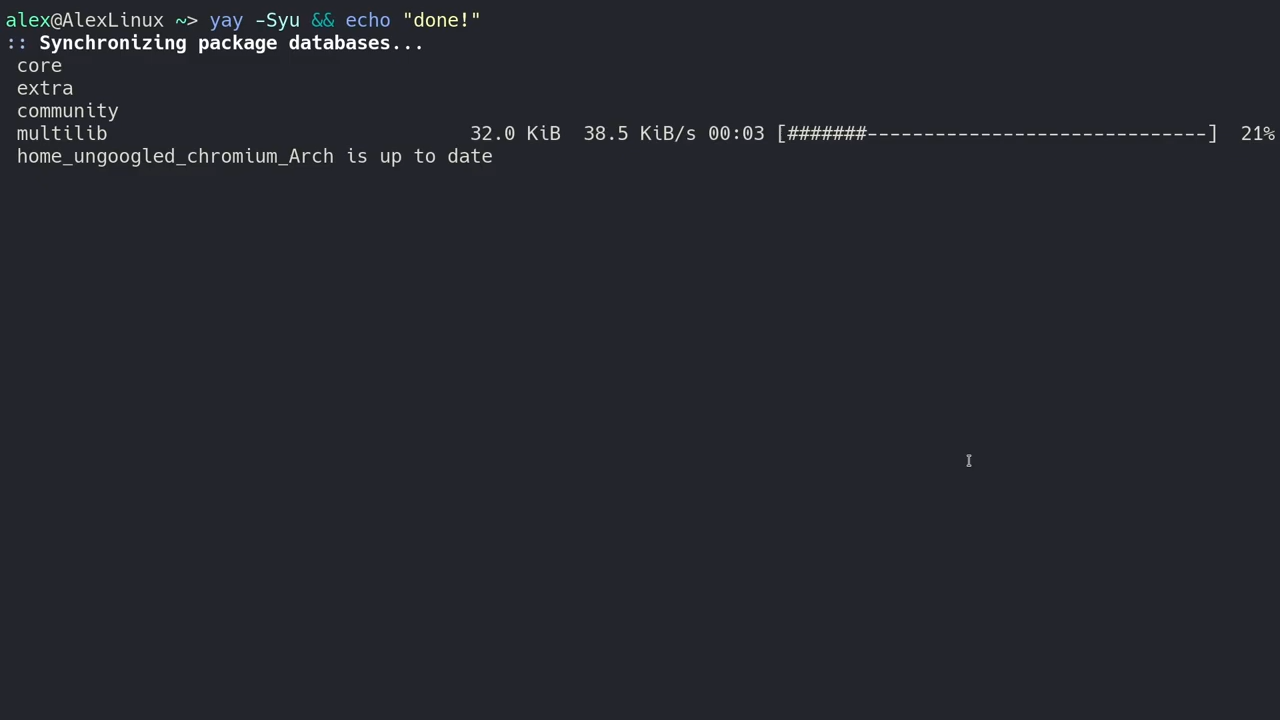 alex@AlexLinux ~> yay -Syu && echo "done!"
:: Synchronizing package databases...
core
extra
community
multilib 32.0 KiB 38.5 KiB/s 00:03 [#######------------------------------] 21%
home_ungoogled_chromium_Arch is up to date